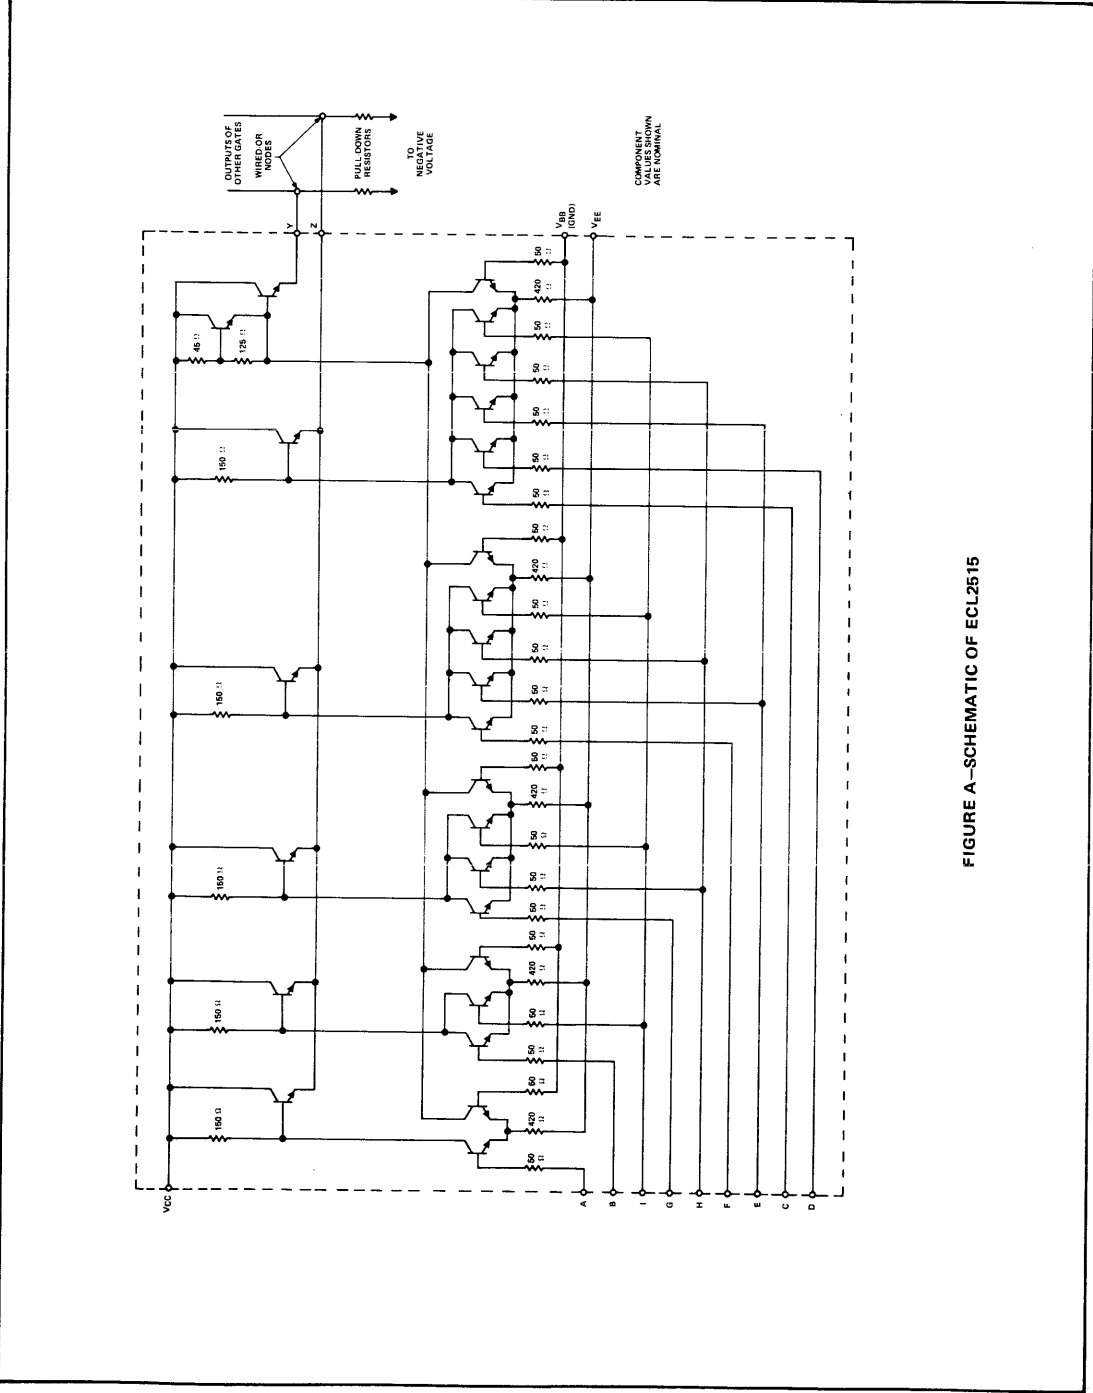 OUTPUTS OF
OTHER GATES
WIRED-OR
NODES
PULL-DOWN
RESISTORS
TO
NEGATIVE
VOLTAGE
COMPONENT
VALUES SHOWN
ARE NOMINAL
VCC
150 Ω
150 Ω
150 Ω
150 Ω
150 Ω
45 Ω
125 Ω
Y
Z
50 Ω
420 Ω
50 Ω
50 Ω
50 Ω
420 Ω
50 Ω
50 Ω
50 Ω
50 Ω
420 Ω
50 Ω
50 Ω
50 Ω
50 Ω
50 Ω
420 Ω
50 Ω
50 Ω
50 Ω
50 Ω
50 Ω
50 Ω
420 Ω
50 Ω
VBB
(GND)
VEE
A
B
I
G
H
F
E
C
D
FIGURE A–SCHEMATIC OF ECL2515